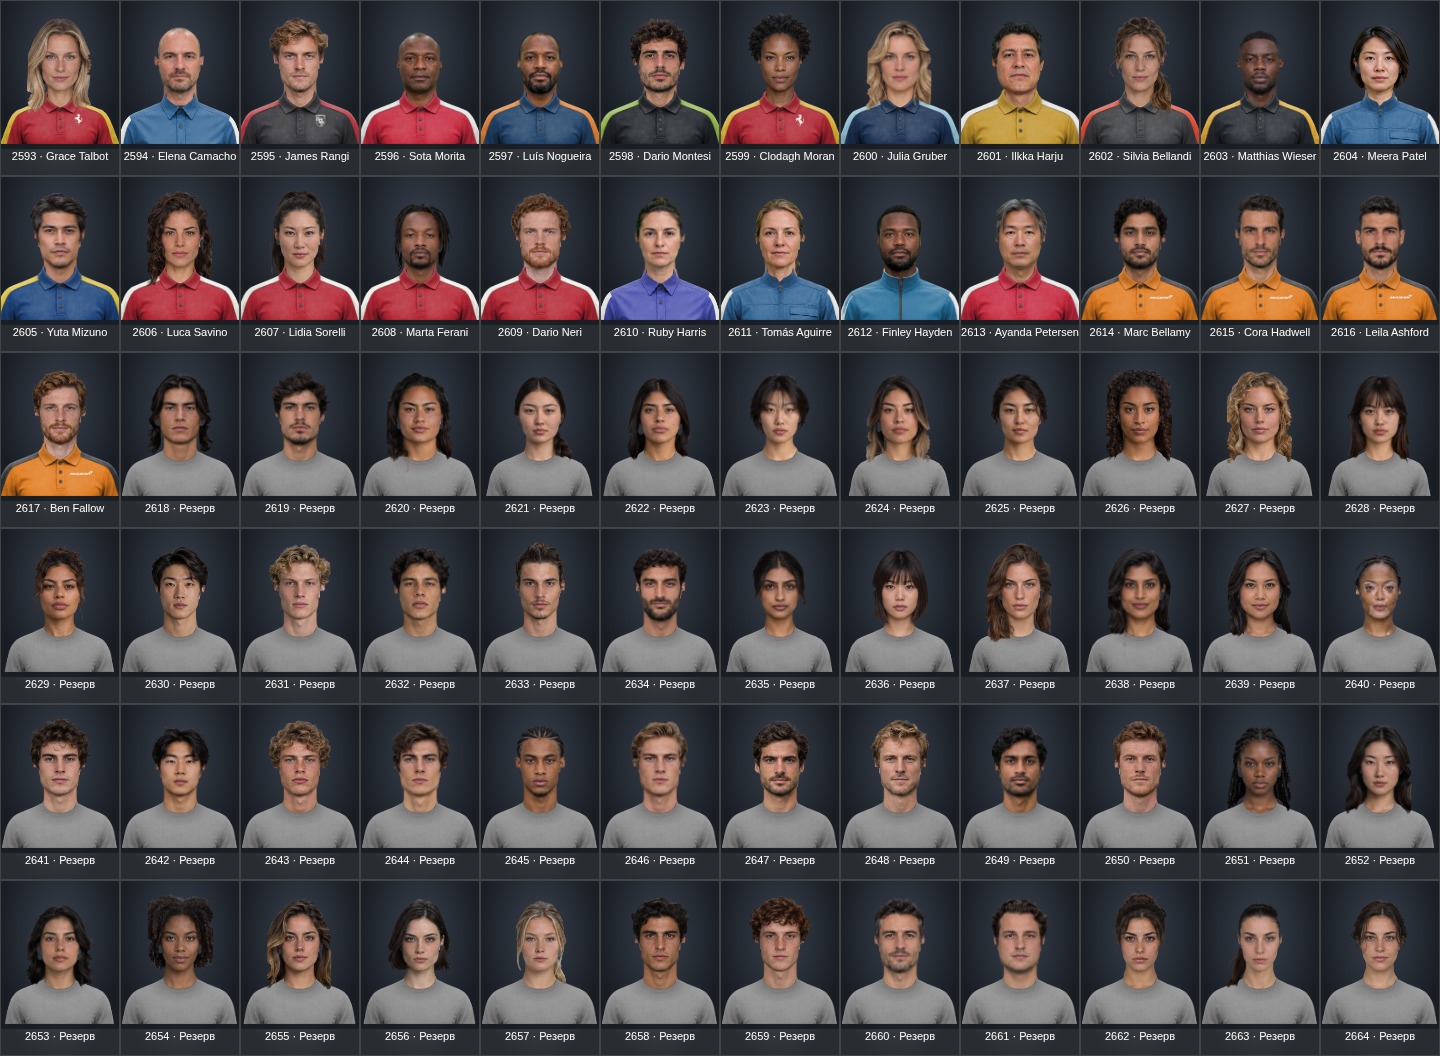 2593 · Grace Talbot
2594 · Elena Camacho
2595 · James Rangi
2596 · Sota Morita
2597 · Luís Nogueira
2598 · Dario Montesi
2599 · Clodagh Moran
2600 · Julia Gruber
2601 · Ilkka Harju
2602 · Silvia Bellandi
2603 · Matthias Wieser
2604 · Meera Patel
2605 · Yuta Mizuno
2606 · Luca Savino
2607 · Lidia Sorelli
2608 · Marta Ferani
2609 · Dario Neri
2610 · Ruby Harris
2611 · Tomás Aguirre
2612 · Finley Hayden
2613 · Ayanda Petersen
2614 · Marc Bellamy
2615 · Cora Hadwell
2616 · Leila Ashford
2617 · Ben Fallow
2618 · Резерв
2619 · Резерв
2620 · Резерв
2621 · Резерв
2622 · Резерв
2623 · Резерв
2624 · Резерв
2625 · Резерв
2626 · Резерв
2627 · Резерв
2628 · Резерв
2629 · Резерв
2630 · Резерв
2631 · Резерв
2632 · Резерв
2633 · Резерв
2634 · Резерв
2635 · Резерв
2636 · Резерв
2637 · Резерв
2638 · Резерв
2639 · Резерв
2640 · Резерв
2641 · Резерв
2642 · Резерв
2643 · Резерв
2644 · Резерв
2645 · Резерв
2646 · Резерв
2647 · Резерв
2648 · Резерв
2649 · Резерв
2650 · Резерв
2651 · Резерв
2652 · Резерв
2653 · Резерв
2654 · Резерв
2655 · Резерв
2656 · Резерв
2657 · Резерв
2658 · Резерв
2659 · Резерв
2660 · Резерв
2661 · Резерв
2662 · Резерв
2663 · Резерв
2664 · Резерв